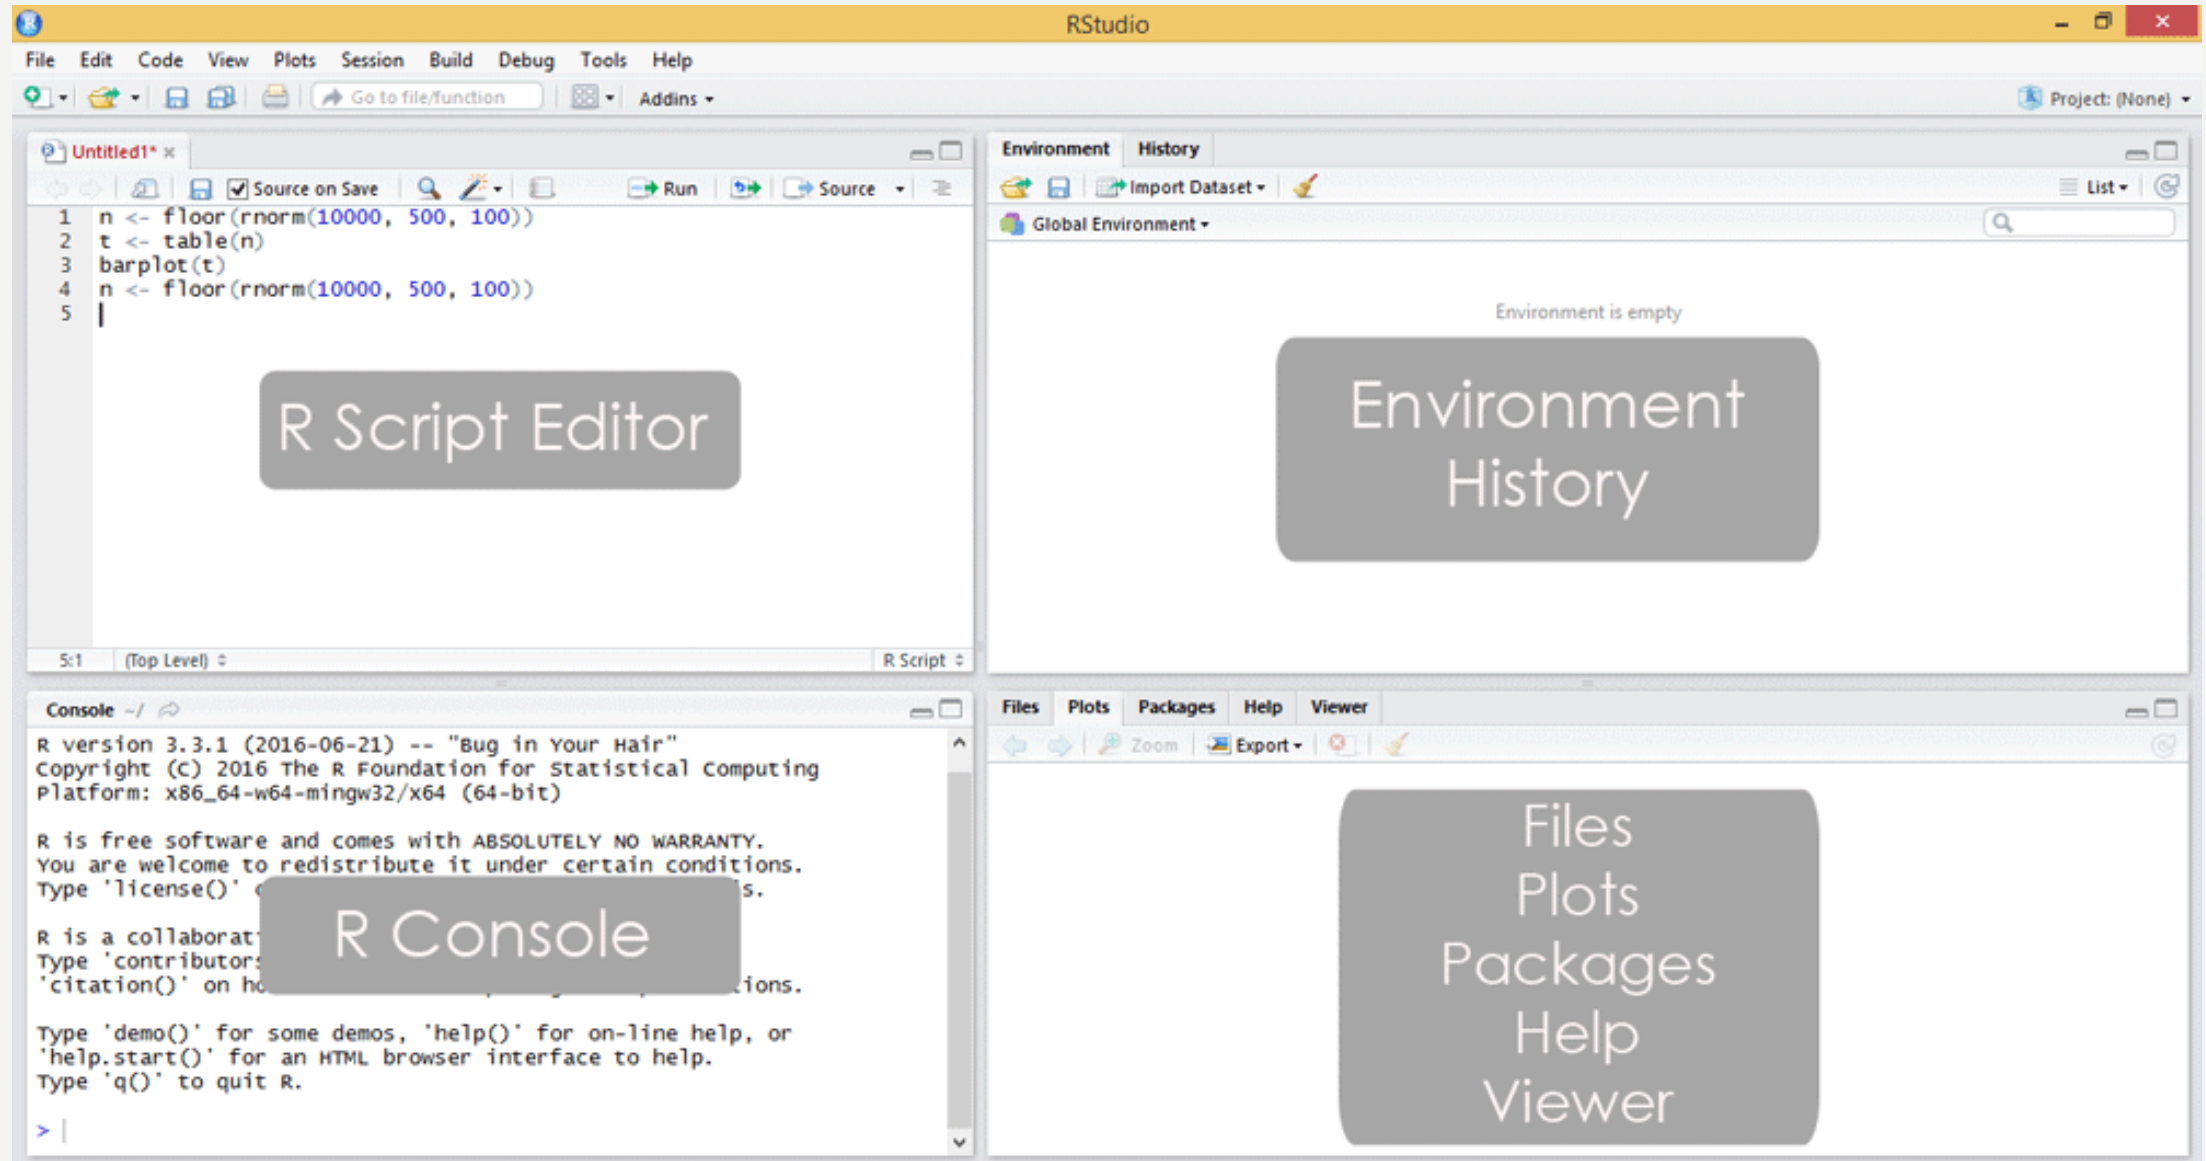 RStudio
File Edit Code View Plots Session Build Debug Tools Help
Go to file/function Addins Project: (None)
Untitled1*
Source on Save Run Source
1 n <- floor(rnorm(10000, 500, 100))
2 t <- table(n)
3 barplot(t)
4 n <- floor(rnorm(10000, 500, 100))
5
R Script Editor
5:1 (Top Level) R Script
Environment History
Import Dataset List
Global Environment
Environment is empty
Environment
History
Console ~/
R version 3.3.1 (2016-06-21) -- "Bug in Your Hair"
Copyright (C) 2016 The R Foundation for Statistical Computing
Platform: x86_64-w64-mingw32/x64 (64-bit)
R is free software and comes with ABSOLUTELY NO WARRANTY.
You are welcome to redistribute it under certain conditions.
Type 'license()'
R is a
Type
'citation()' on
R Console
Type 'demo()' for some demos, 'help()' for on-line help, or
'help.start()' for an HTML browser interface to help.
Type 'q()' to quit R.
>
Files Plots Packages Help Viewer
Zoom Export
Files
Plots
Packages
Help
Viewer